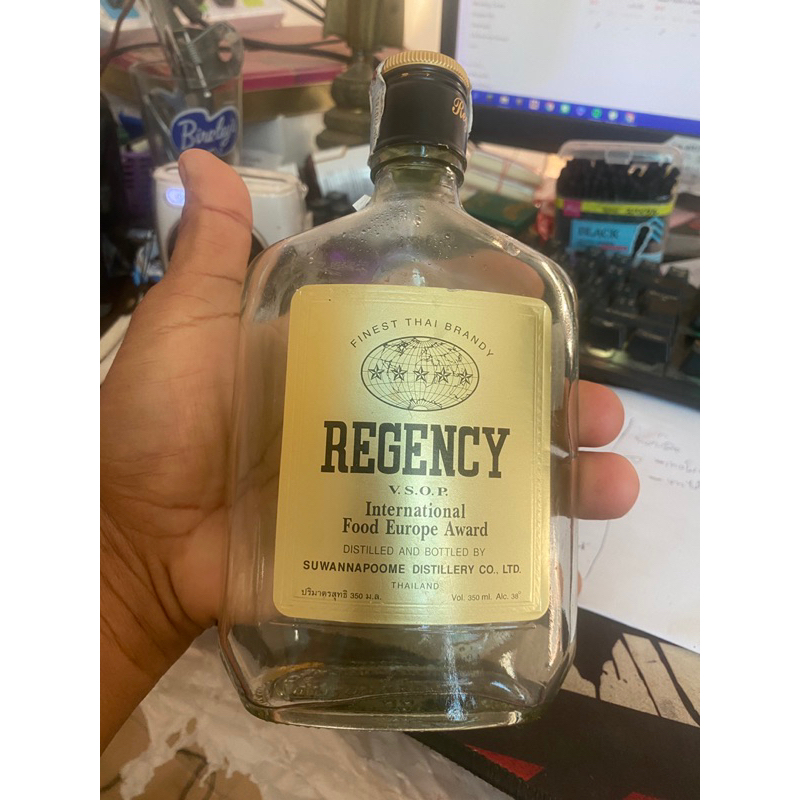 Birely's
BLACK
FINEST THAI BRANDY
REGENCY
V.S.O.P.
International
Food Europe Award
DISTILLED AND BOTTLED BY
SUWANNAPOOME DISTILLERY CO., LTD.
THAILAND
ปริมาตรสุทธิ 350 ม.ล. Vol. 350 ml. Alc. 38°